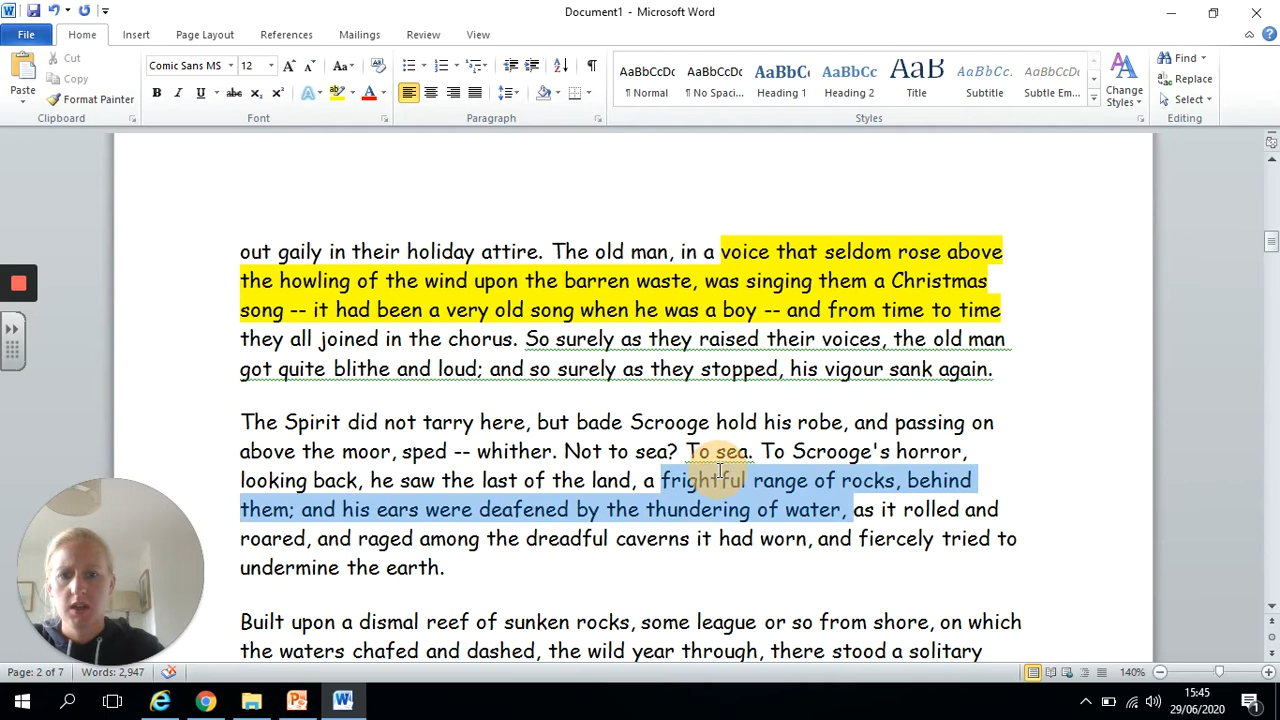 Document1 - Microsoft Word
File Home Insert Page Layout References Mailings Review View
Paste
Cut
Copy
Format Painter
Clipboard
Comic Sans MS 12
Font
Paragraph
AaBbCcDc AaBbCcDc AaBbCc AaBbCc AaB AaBbCc AaBbCcDc
¶ Normal ¶ No Spaci... Heading 1 Heading 2 Title Subtitle Subtle Em...
Styles
Change Styles
Find
Replace
Select
Editing
out gaily in their holiday attire. The old man, in a voice that seldom rose above
the howling of the wind upon the barren waste, was singing them a Christmas
song -- it had been a very old song when he was a boy -- and from time to time
they all joined in the chorus. So surely as they raised their voices, the old man
got quite blithe and loud; and so surely as they stopped, his vigour sank again.
The Spirit did not tarry here, but bade Scrooge hold his robe, and passing on
above the moor, sped -- whither. Not to sea? To sea. To Scrooge's horror,
looking back, he saw the last of the land, a frightful range of rocks, behind
them; and his ears were deafened by the thundering of water, as it rolled and
roared, and raged among the dreadful caverns it had worn, and fiercely tried to
undermine the earth.
Built upon a dismal reef of sunken rocks, some league or so from shore, on which
the waters chafed and dashed, the wild year through, there stood a solitary
Page: 2 of 7 Words: 2,947 140%
15:45
29/06/2020